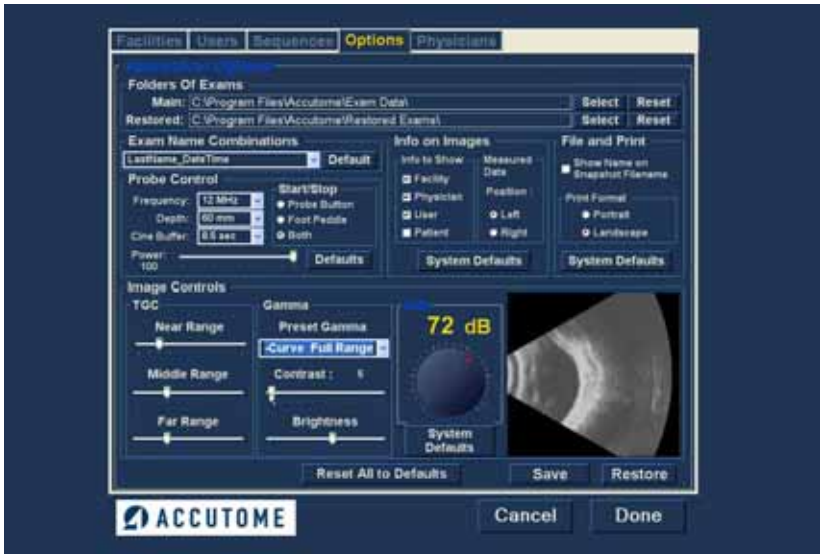 Facilities Users Sequences Options Physicians
Folders Of Exams
Main: C:\Program Files\Accutome\Exam Data\ Select Reset
Restored: C:\Program Files\Accutome\Restored Exams\ Select Reset
Exam Name Combinations
LastName_DateTime Default
Probe Control
Frequency: 12 MHz
Depth: 60 mm
Cine Buffer:
Start/Stop
Probe Button
Foot Peddle
Both
Power:
100
Defaults
Info on Images
Info to Show
Facility
Physician
User
Patient
Measured
Data
Position
Left
Right
System Defaults
File and Print
Show Name on
Snapshot Filename
Print Format
Portrait
Landscape
System Defaults
Image Controls
TGC
Near Range
Middle Range
Far Range
Gamma
Preset Gamma
-Curve Full Range
Contrast : 6
Brightness
72 dB
System
Defaults
Reset All to Defaults Save Restore
ACCUTOME Cancel Done